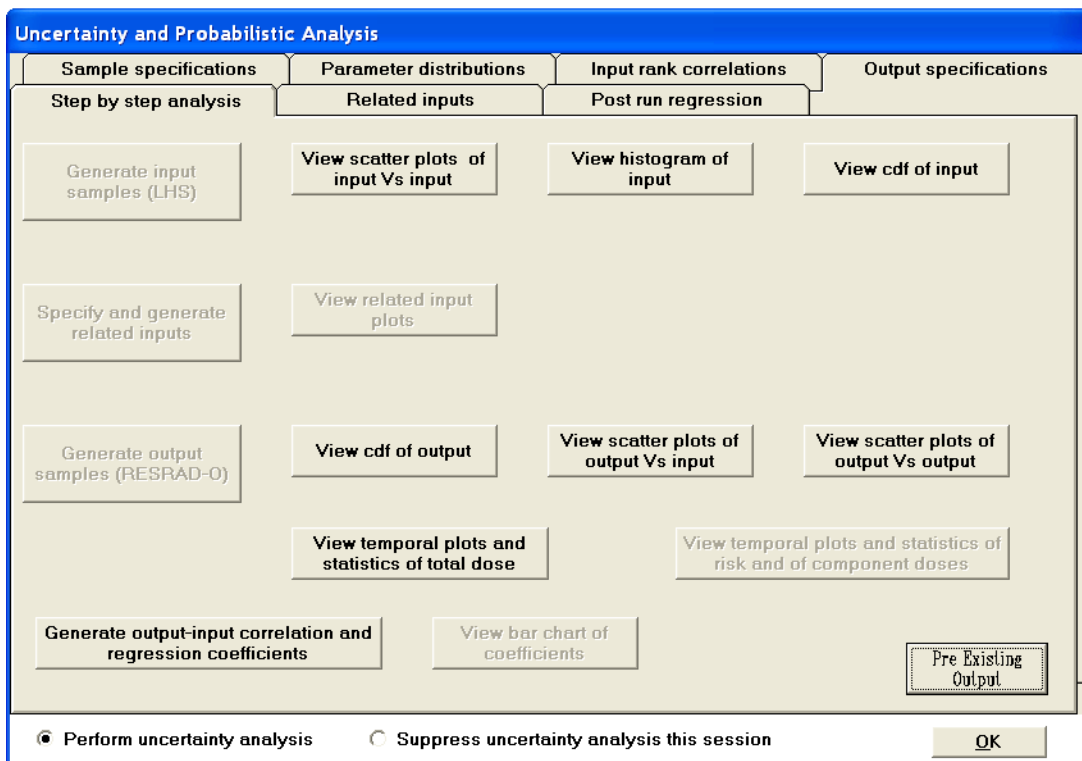 Uncertainty and Probabilistic Analysis
Sample specifications
Parameter distributions
Input rank correlations
Output specifications
Step by step analysis
Related inputs
Post run regression
Generate input
samples (LHS)
View scatter plots of
input Vs input
View histogram of
input
View cdf of input
Specify and generate
related inputs
View related input
plots
Generate output
samples (RESRAD-O)
View cdf of output
View scatter plots of
output Vs input
View scatter plots of
output Vs output
View temporal plots and
statistics of total dose
View temporal plots and statistics of
risk and of component doses
Generate output-input correlation and
regression coefficients
View bar chart of
coefficients
Pre Existing
Output
Perform uncertainty analysis
Suppress uncertainty analysis this session
OK